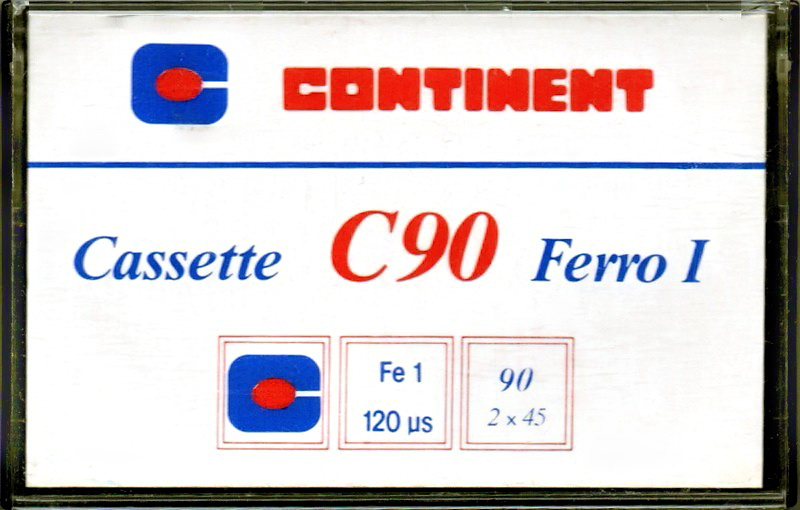 CONTINENT
Cassette C90 Ferro I
Fe 1
120 µs
90
2 x 45